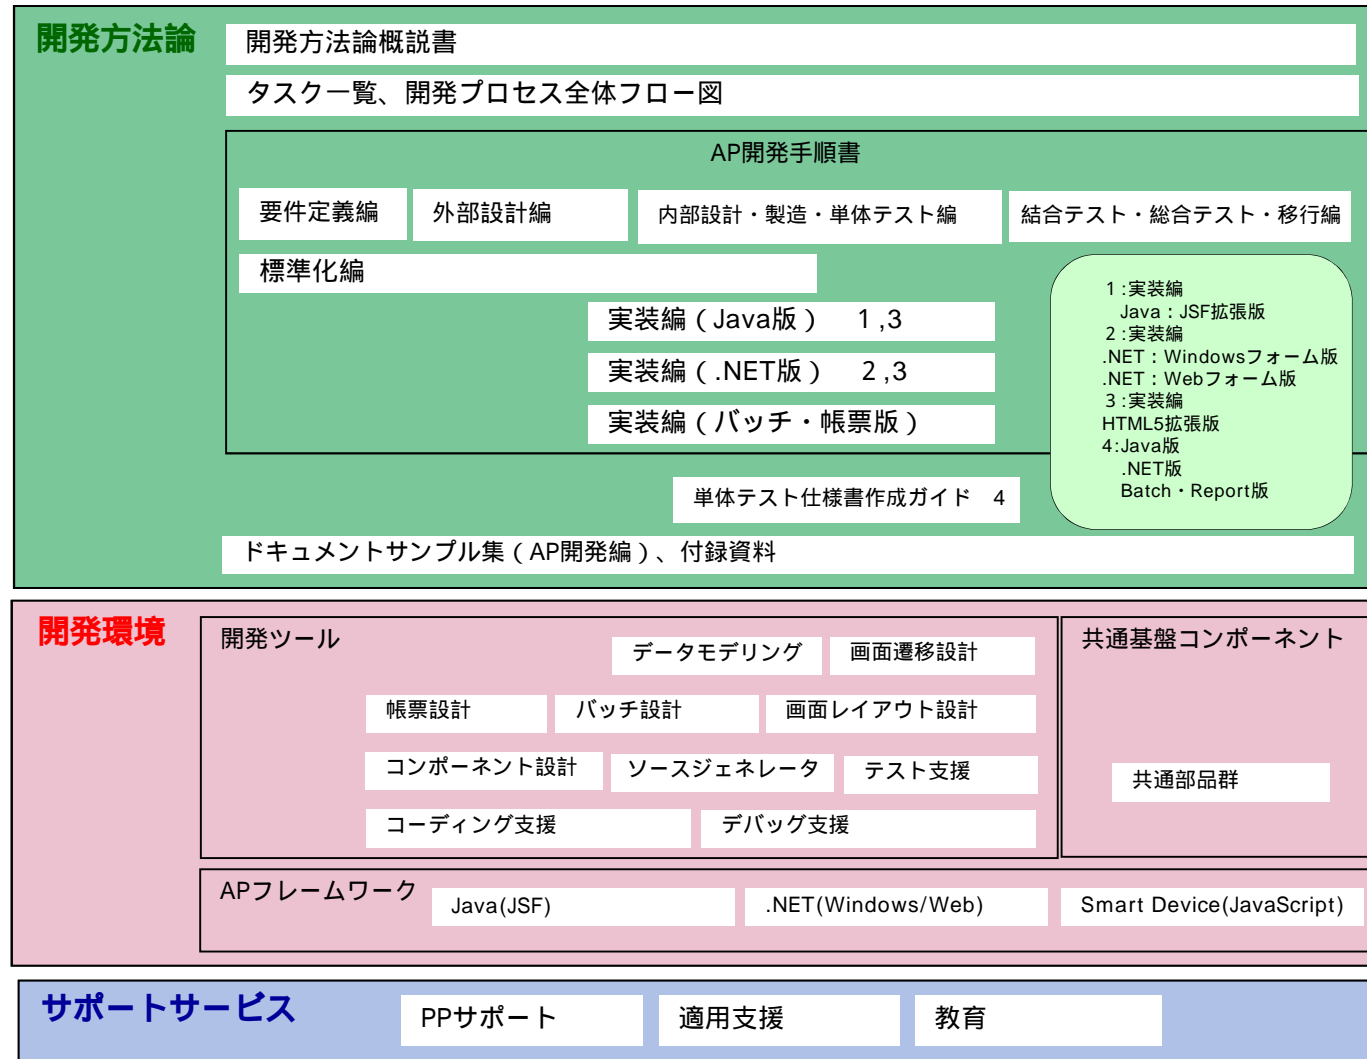 開発方法論
開発方法論概説書
タスク一覧、開発プロセス全体フロー図
AP開発手順書
要件定義編
外部設計編
内部設計・製造・単体テスト編
結合テスト・総合テスト・移行編
標準化編
実装編（Java版） 1,3
実装編（.NET版） 2,3
実装編（バッチ・帳票版）
1:実装編
Java：JSF拡張版
2:実装編
.NET：Windowsフォーム版
.NET：Webフォーム版
3:実装編
HTML5拡張版
4:Java版
.NET版
Batch・Report版
単体テスト仕様書作成ガイド 4
ドキュメントサンプル集（AP開発編）、付録資料
開発環境
開発ツール
データモデリング
画面遷移設計
帳票設計
バッチ設計
画面レイアウト設計
コンポーネント設計
ソースジェネレータ
テスト支援
コーディング支援
デバッグ支援
共通基盤コンポーネント
共通部品群
APフレームワーク
Java(JSF)
.NET(Windows/Web)
Smart Device(JavaScript)
サポートサービス
PPサポート
適用支援
教育